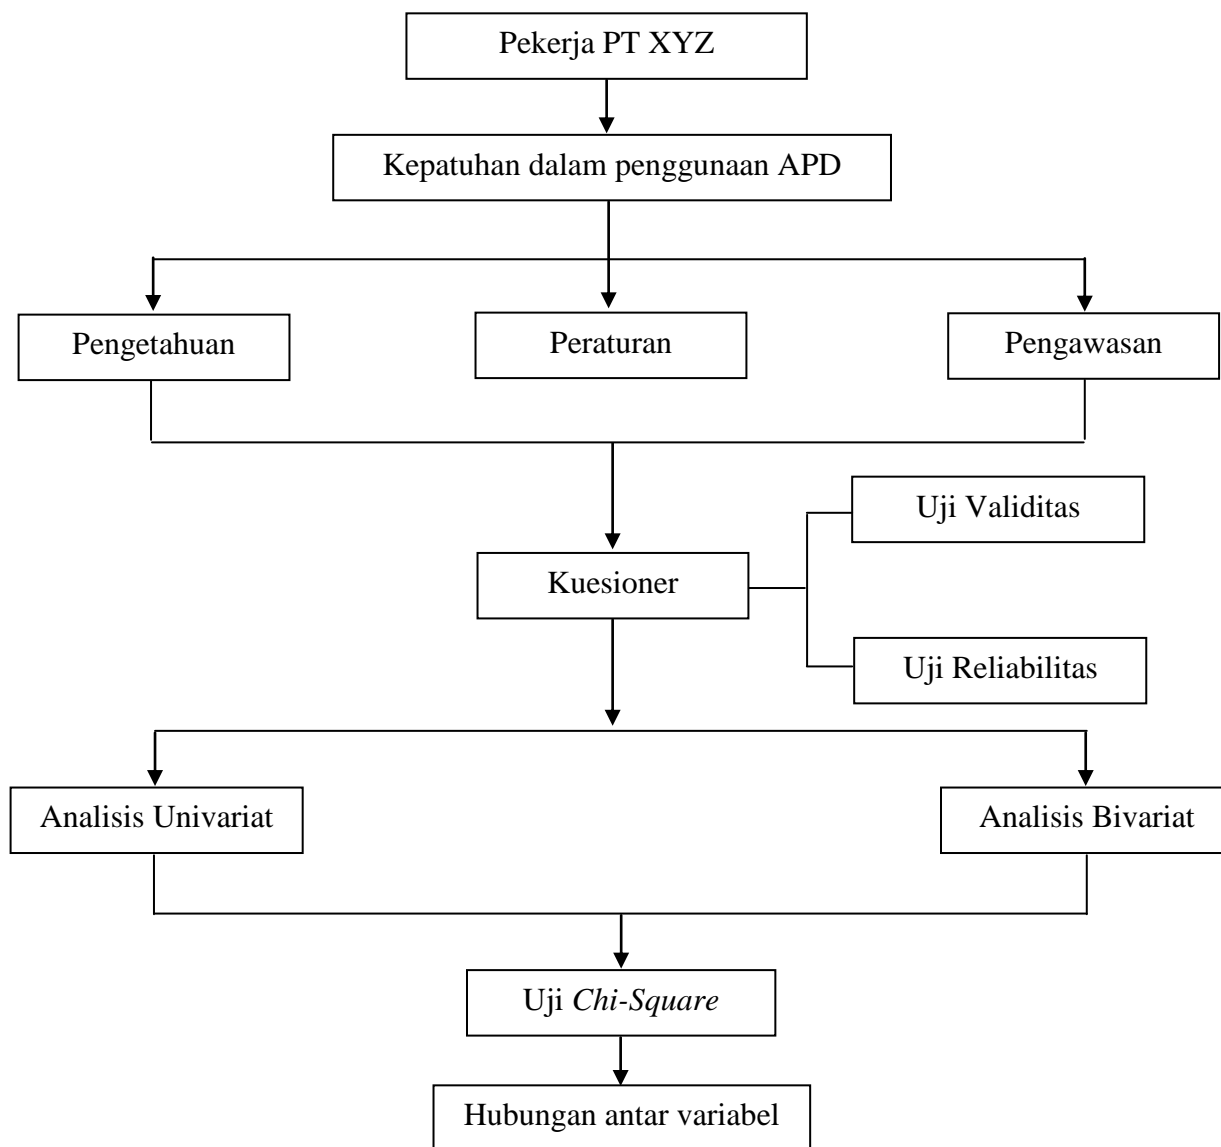 Pekerja PT XYZ
Kepatuhan dalam penggunaan APD
Pengetahuan
Peraturan
Pengawasan
Uji Validitas
Kuesioner
Uji Reliabilitas
Analisis Univariat
Analisis Bivariat
Uji Chi-Square
Hubungan antar variabel